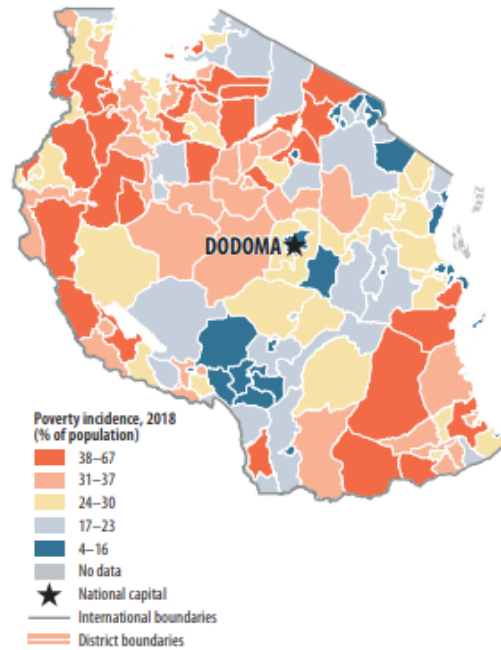 DODOMA
Poverty incidence, 2018
(% of population)
38–67
31–37
24–30
17–23
4–16
No data
National capital
International boundaries
District boundaries